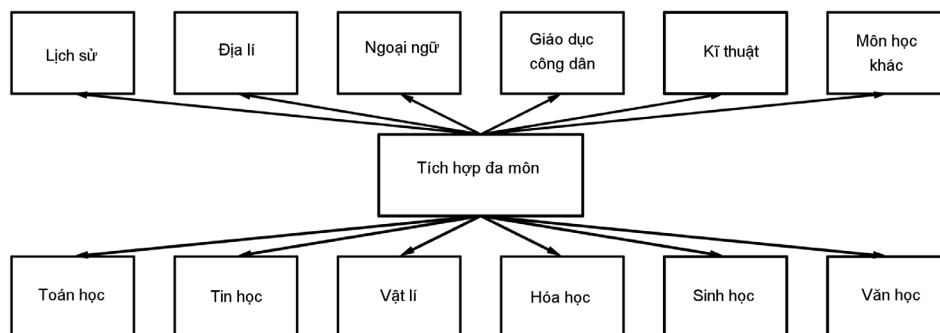 Lịch sử
Địa lí
Ngoại ngữ
Giáo dục
công dân
Kĩ thuật
Môn học
khác
Tích hợp đa môn
Toán học
Tin học
Vật lí
Hóa học
Sinh học
Văn học